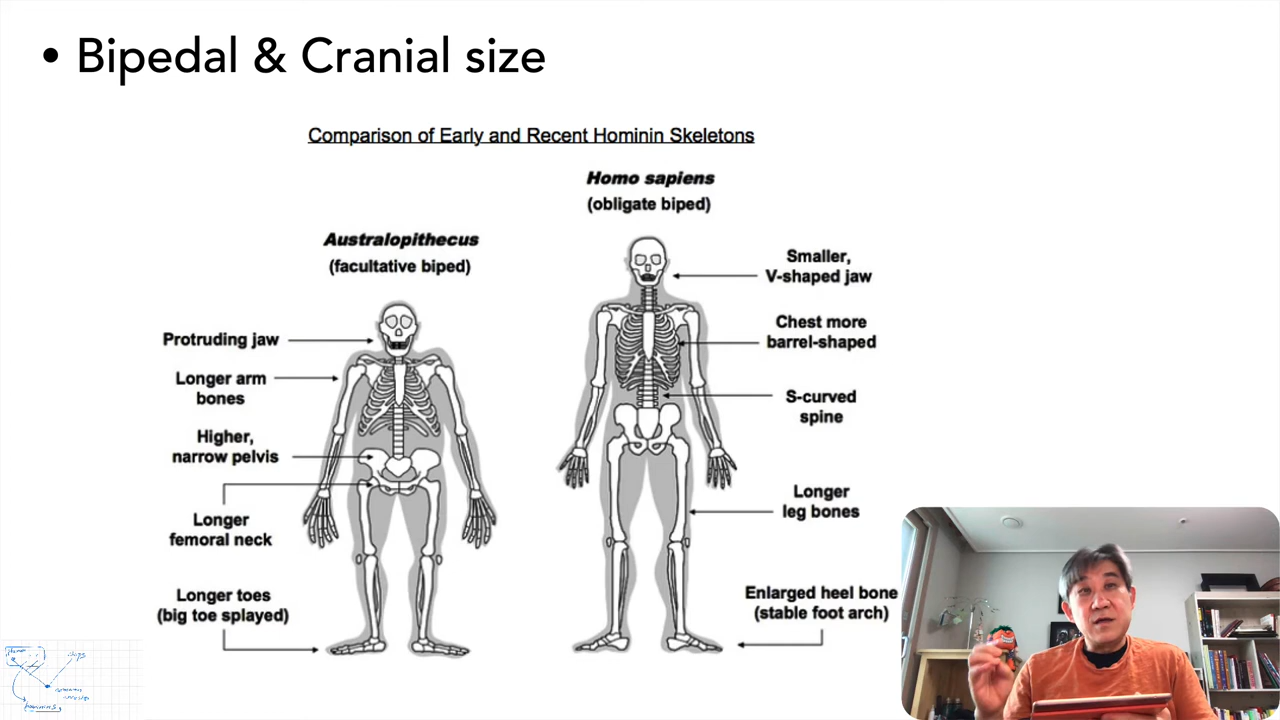 • Bipedal & Cranial size
Comparison of Early and Recent Hominin Skeletons
Homo sapiens
(obligate biped)
Australopithecus
(facultative biped)
Smaller,
V-shaped jaw
Protruding jaw
Chest more
barrel-shaped
Longer arm
bones
S-curved
spine
Higher,
narrow pelvis
Longer
leg bones
Longer
femoral neck
Enlarged heel bone
(stable foot arch)
Longer toes
(big toe splayed)